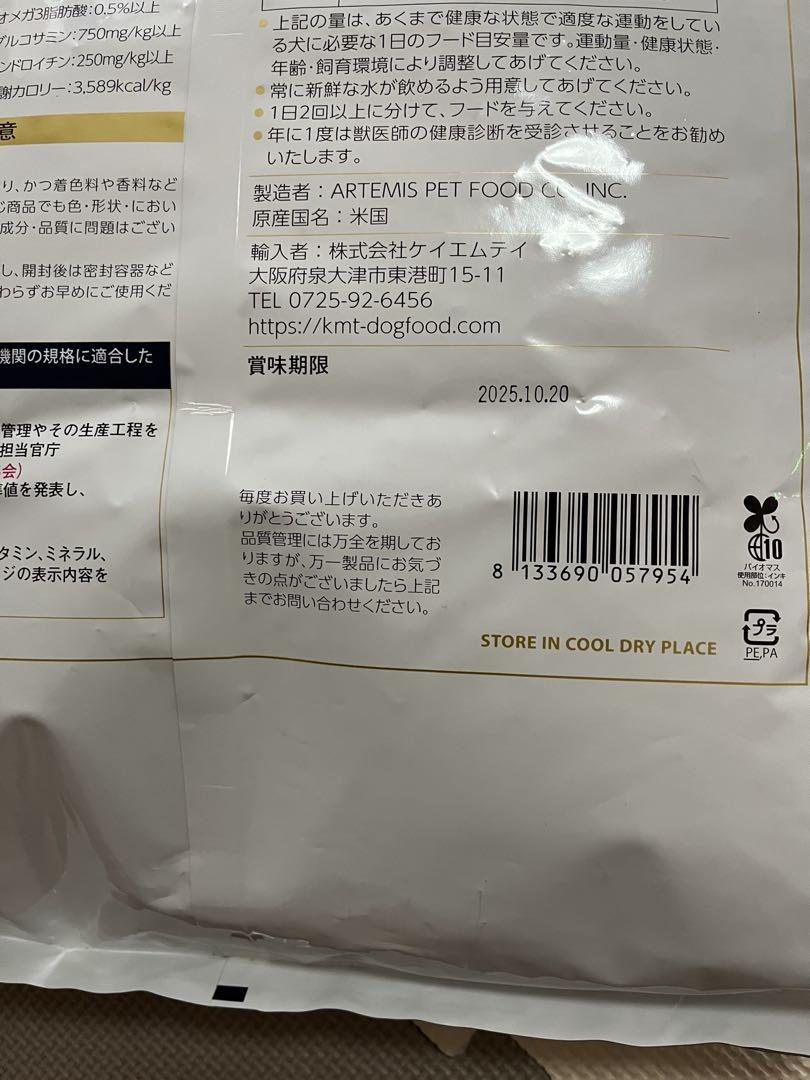 オメガ3脂肪酸：0.5%以上
グルコサミン：750mg/kg以上
ンドロイチン：250mg/kg以上
謝カロリー：3,589kcal/kg
意
り、かつ着色料や香料など
じ商品でも色・形状・におい
成分・品質に問題はござい
し、開封後は密封容器など
わらずお早めにご使用くだ
機関の規格に適合した
管理やその生産工程を
担当官庁
会）
準値を発表し、
タミン、ミネラル、
ジの表示内容を
上記の量は、あくまで健康な状態で適度な運動をしてい
る犬に必要な1日のフード目安量です。運動量・健康状態・
年齢・飼育環境により調整してあげてください。
常に新鮮な水が飲めるよう用意してあげてください。
1日2回以上に分けて、フードを与えてください。
年に1度は獣医師の健康診断を受診させることをお勧め
いたします。
製造者：ARTEMIS PET FOOD CO., INC.
原産国名：米国
輸入者：株式会社ケイエムテイ
大阪府泉大津市東港町15-11
TEL 0725-92-6456
https://kmt-dogfood.com
賞味期限
2025.10.20
毎度お買い上げいただきあ
りがとうございます。
品質管理には万全を期してお
りますが、万一製品にお気づ
きの点がございましたら上記
までお問い合わせください。
8 133690 057954
10
バイオマス
使用部位：インキ
No.170014
プラ
PE,PA
STORE IN COOL DRY PLACE